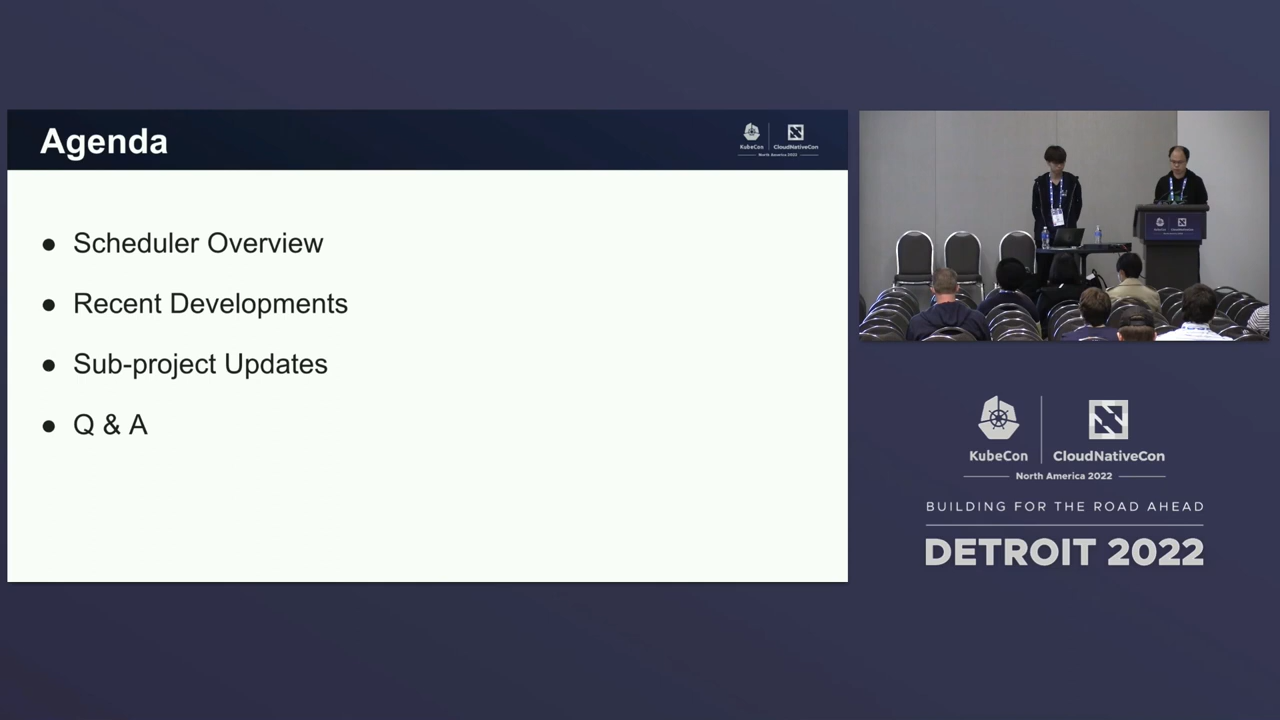 Agenda
KubeCon
CloudNativeCon
North America 2022
● Scheduler Overview
● Recent Developments
● Sub-project Updates
● Q & A
KubeCon
CloudNativeCon
North America 2022
BUILDING FOR THE ROAD AHEAD
DETROIT 2022